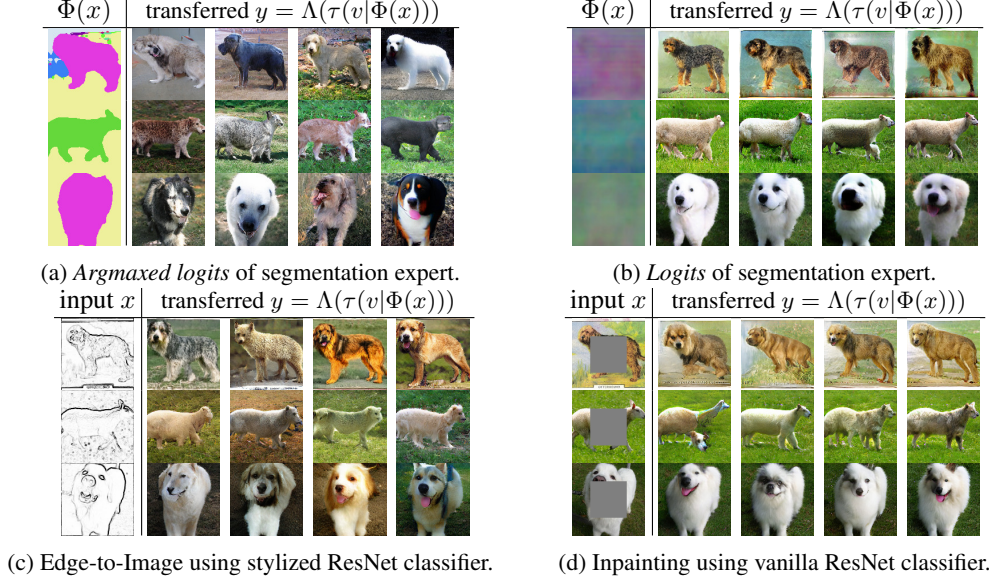 Φ(x) transferred y = Λ(τ(v|Φ(x)))
Φ(x) transferred y = Λ(τ(v|Φ(x)))
(a) Argmaxed logits of segmentation expert.
(b) Logits of segmentation expert.
input x transferred y = Λ(τ(v|Φ(x)))
input x transferred y = Λ(τ(v|Φ(x)))
(c) Edge-to-Image using stylized ResNet classifier.
(d) Inpainting using vanilla ResNet classifier.